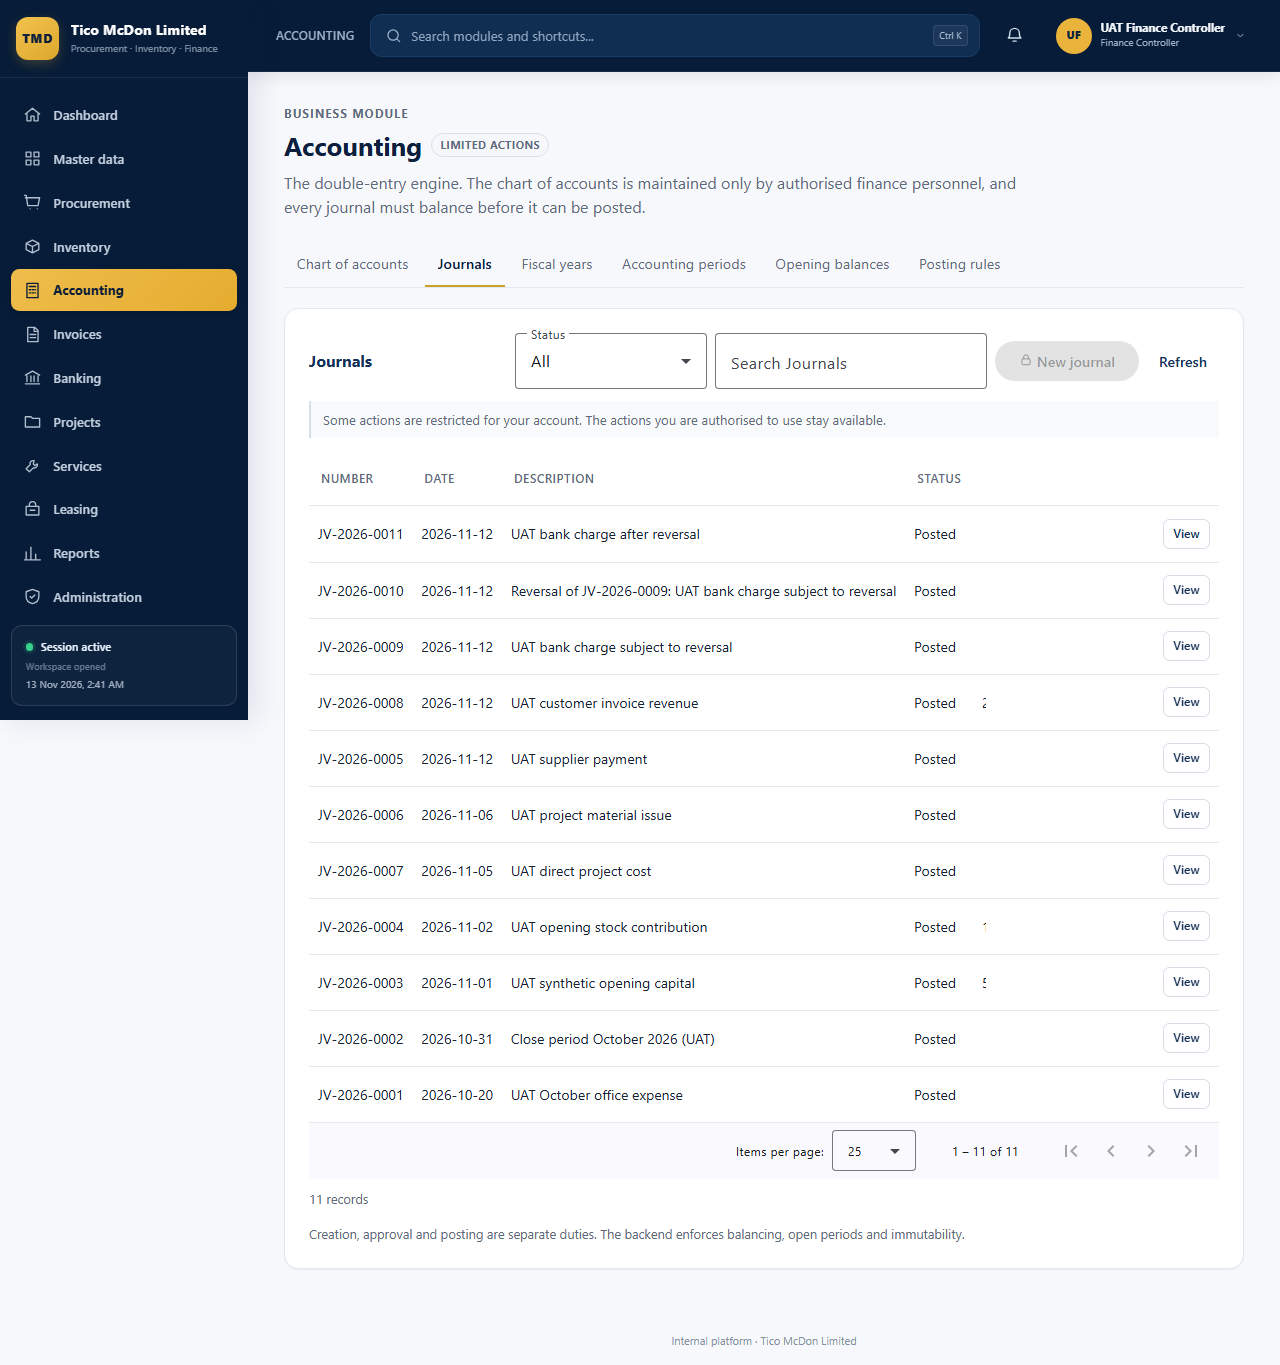 TMD
Tico McDon Limited
Procurement · Inventory · Finance
ACCOUNTING
Search modules and shortcuts...
Ctrl K
UF
UAT Finance Controller
Finance Controller
Dashboard
Master data
Procurement
Inventory
Accounting
Invoices
Banking
Projects
Services
Leasing
Reports
Administration
Session active
Workspace opened
13 Nov 2026, 2:41 AM
BUSINESS MODULE
Accounting
LIMITED ACTIONS
The double-entry engine. The chart of accounts is maintained only by authorised finance personnel, and
every journal must balance before it can be posted.
Chart of accounts Journals Fiscal years Accounting periods Opening balances Posting rules
Journals
Status
All
Search Journals
New journal
Refresh
Some actions are restricted for your account. The actions you are authorised to use stay available.
NUMBER DATE DESCRIPTION STATUS
JV-2026-0011 2026-11-12 UAT bank charge after reversal Posted View
JV-2026-0010 2026-11-12 Reversal of JV-2026-0009: UAT bank charge subject to reversal Posted View
JV-2026-0009 2026-11-12 UAT bank charge subject to reversal Posted View
JV-2026-0008 2026-11-12 UAT customer invoice revenue Posted View
JV-2026-0005 2026-11-12 UAT supplier payment Posted View
JV-2026-0006 2026-11-06 UAT project material issue Posted View
JV-2026-0007 2026-11-05 UAT direct project cost Posted View
JV-2026-0004 2026-11-02 UAT opening stock contribution Posted View
JV-2026-0003 2026-11-01 UAT synthetic opening capital Posted View
JV-2026-0002 2026-10-31 Close period October 2026 (UAT) Posted View
JV-2026-0001 2026-10-20 UAT October office expense Posted View
Items per page: 25 1 – 11 of 11
11 records
Creation, approval and posting are separate duties. The backend enforces balancing, open periods and immutability.
Internal platform · Tico McDon Limited